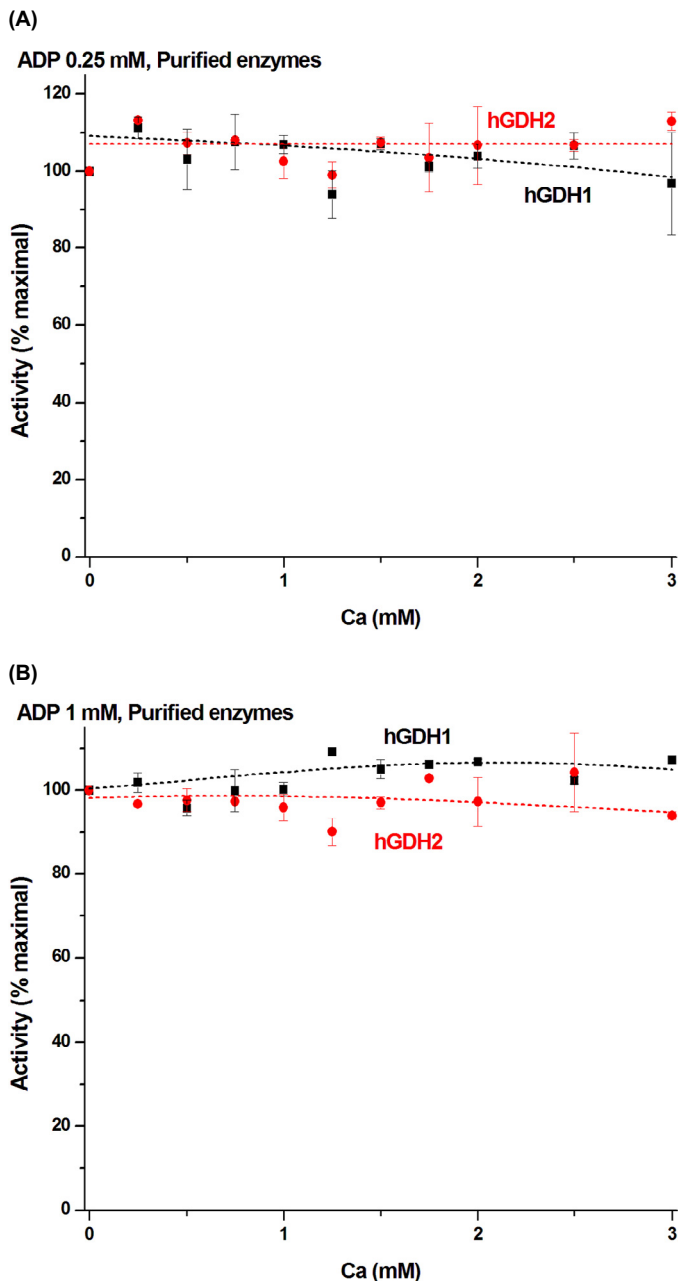 (A)
ADP 0.25 mM, Purified enzymes
120
hGDH2
100
hGDH1
80
60
40
20
0
0 1 2 3
Activity (% maximal)
Ca (mM)
(B)
ADP 1 mM, Purified enzymes
120
hGDH1
100
hGDH2
80
60
40
20
0
0 1 2 3
Activity (% maximal)
Ca (mM)